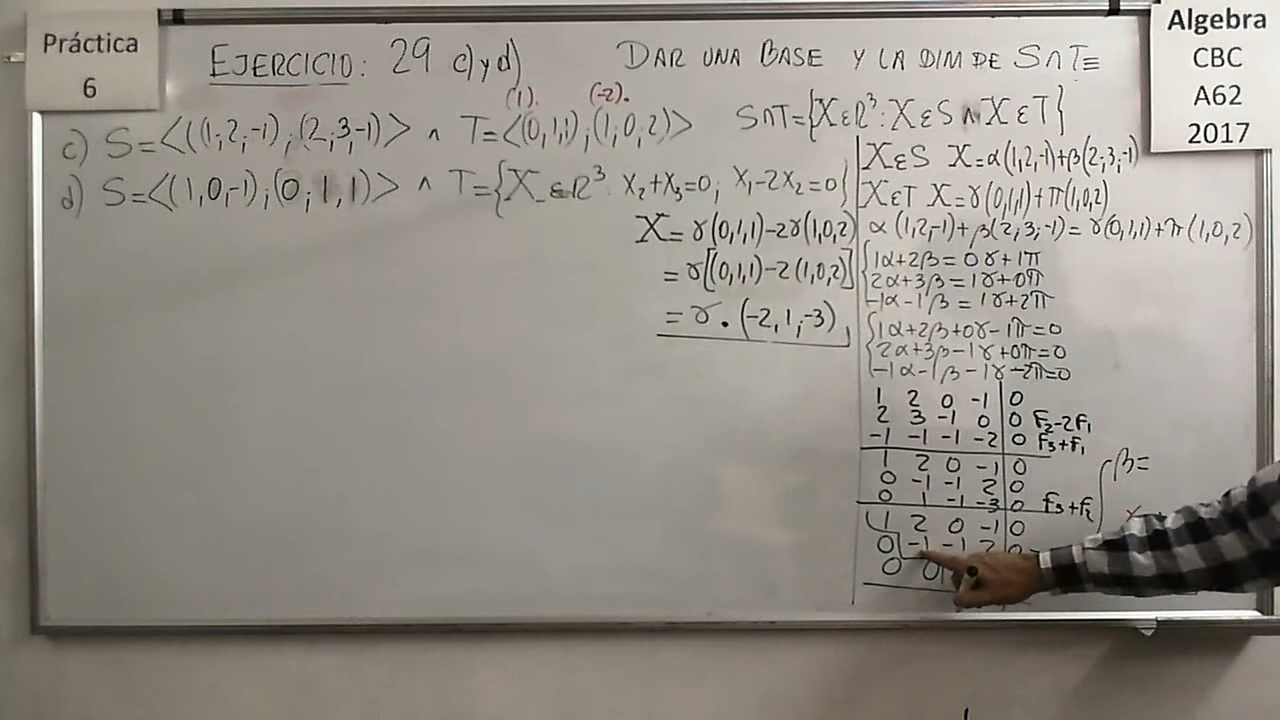 Práctica
6
Algebra
CBC
A62
2017
EJERCICIO: 29 c) y d)
DAR UNA BASE Y LA DIM DE S∩T≡
(1). (-2).
c) S=<((1;2;-1);(2;3;-1)> ∧ T=<(0,1,1);(1,0,2)>
d) S=<(1,0,-1);(0;1,1)> ∧ T={X∈R³ X₂+X₃=0; X₁-2X₂=0}
S∩T={X∈R³:X∈S ∧ X∈T}
X=γ(0,1,1)-2γ(1,0,2)
=γ[(0,1,1)-2(1,0,2)]
=γ.(-2,1,-3)
X∈S X=α(1,2,-1)+β(2;3,-1)
X∈T X=γ(0,1,1)+π(1,0,2)
α(1,2,-1)+β(2;3;-1)=γ(0,1,1)+π(1,0,2)
1α+2β=0γ+1π
2α+3β=1γ+0π
-1α-1β=1γ+2π
1α+2β+0γ-1π=0
2α+3β-1γ+0π=0
-1α-1β-1γ-2π=0
1 2 0 -1 0
2 3 -1 0 0 F₂-2F₁
-1 -1 -1 -2 0 F₃+F₁
1 2 0 -1 0
0 -1 -1 2 0
0 1 -1 -3 0 F₃+F₂
1 2 0 -1 0
0 -1 -1 2 0
0 0
β=